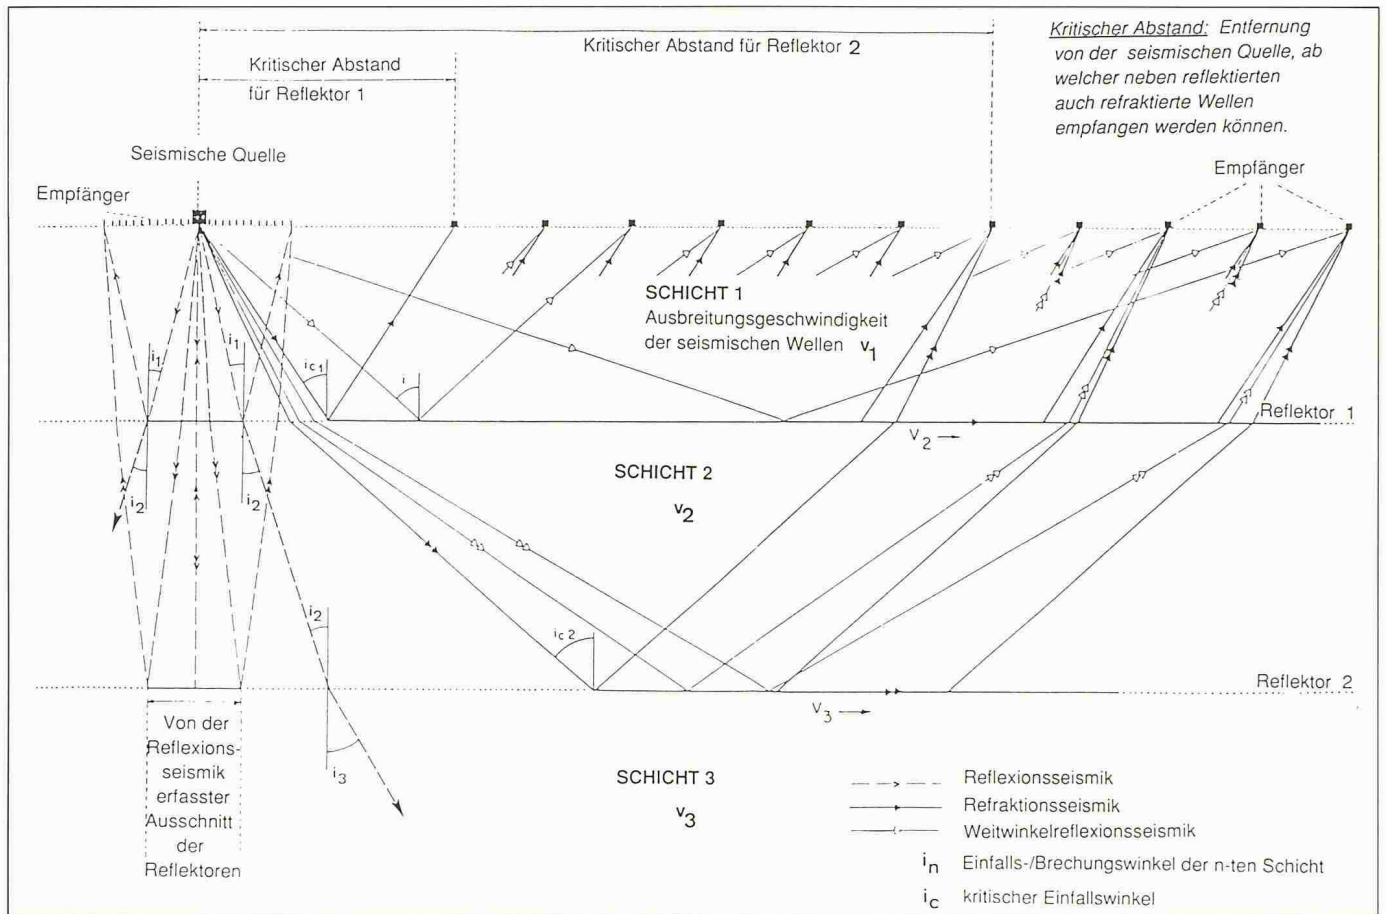 Kritischer Abstand für Reflektor 2
Kritischer Abstand
für Reflektor 1
Kritischer Abstand: Entfernung
von der seismischen Quelle, ab
welcher neben reflektierten
auch refraktierte Wellen
empfangen werden können.
Seismische Quelle
Empfänger
Empfänger
SCHICHT 1
Ausbreitungsgeschwindigkeit
der seismischen Wellen v1
i1
i1
ic1
i
Reflektor 1
V2
i2
i2
SCHICHT 2
v2
i2
ic2
Reflektor 2
V3
i3
Von der
Reflexions-
seismik
erfasster
Ausschnitt
der
Reflektoren
SCHICHT 3
v3
Reflexionsseismik
Refraktionsseismik
Weitwinkelreflexionsseismik
in Einfalls-/Brechungswinkel der n-ten Schicht
ic kritischer Einfallswinkel